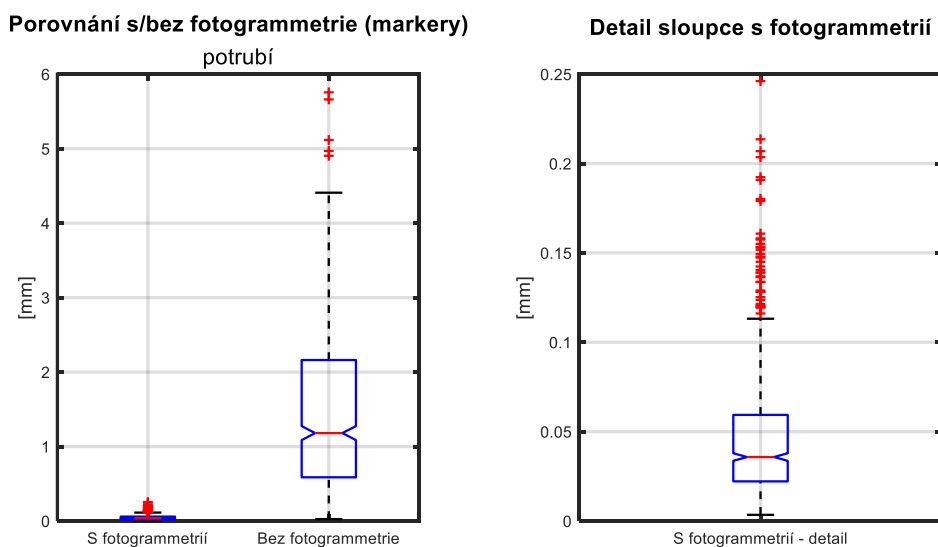 Porovnání s/bez fotogrammetrie (markery)
potrubí
6
5
4
3
2
1
0
[mm]
S fotogrammetrií
Bez fotogrammetrie
Detail sloupce s fotogrammetrií
0.25
0.2
0.15
0.1
0.05
0
[mm]
S fotogrammetrií - detail